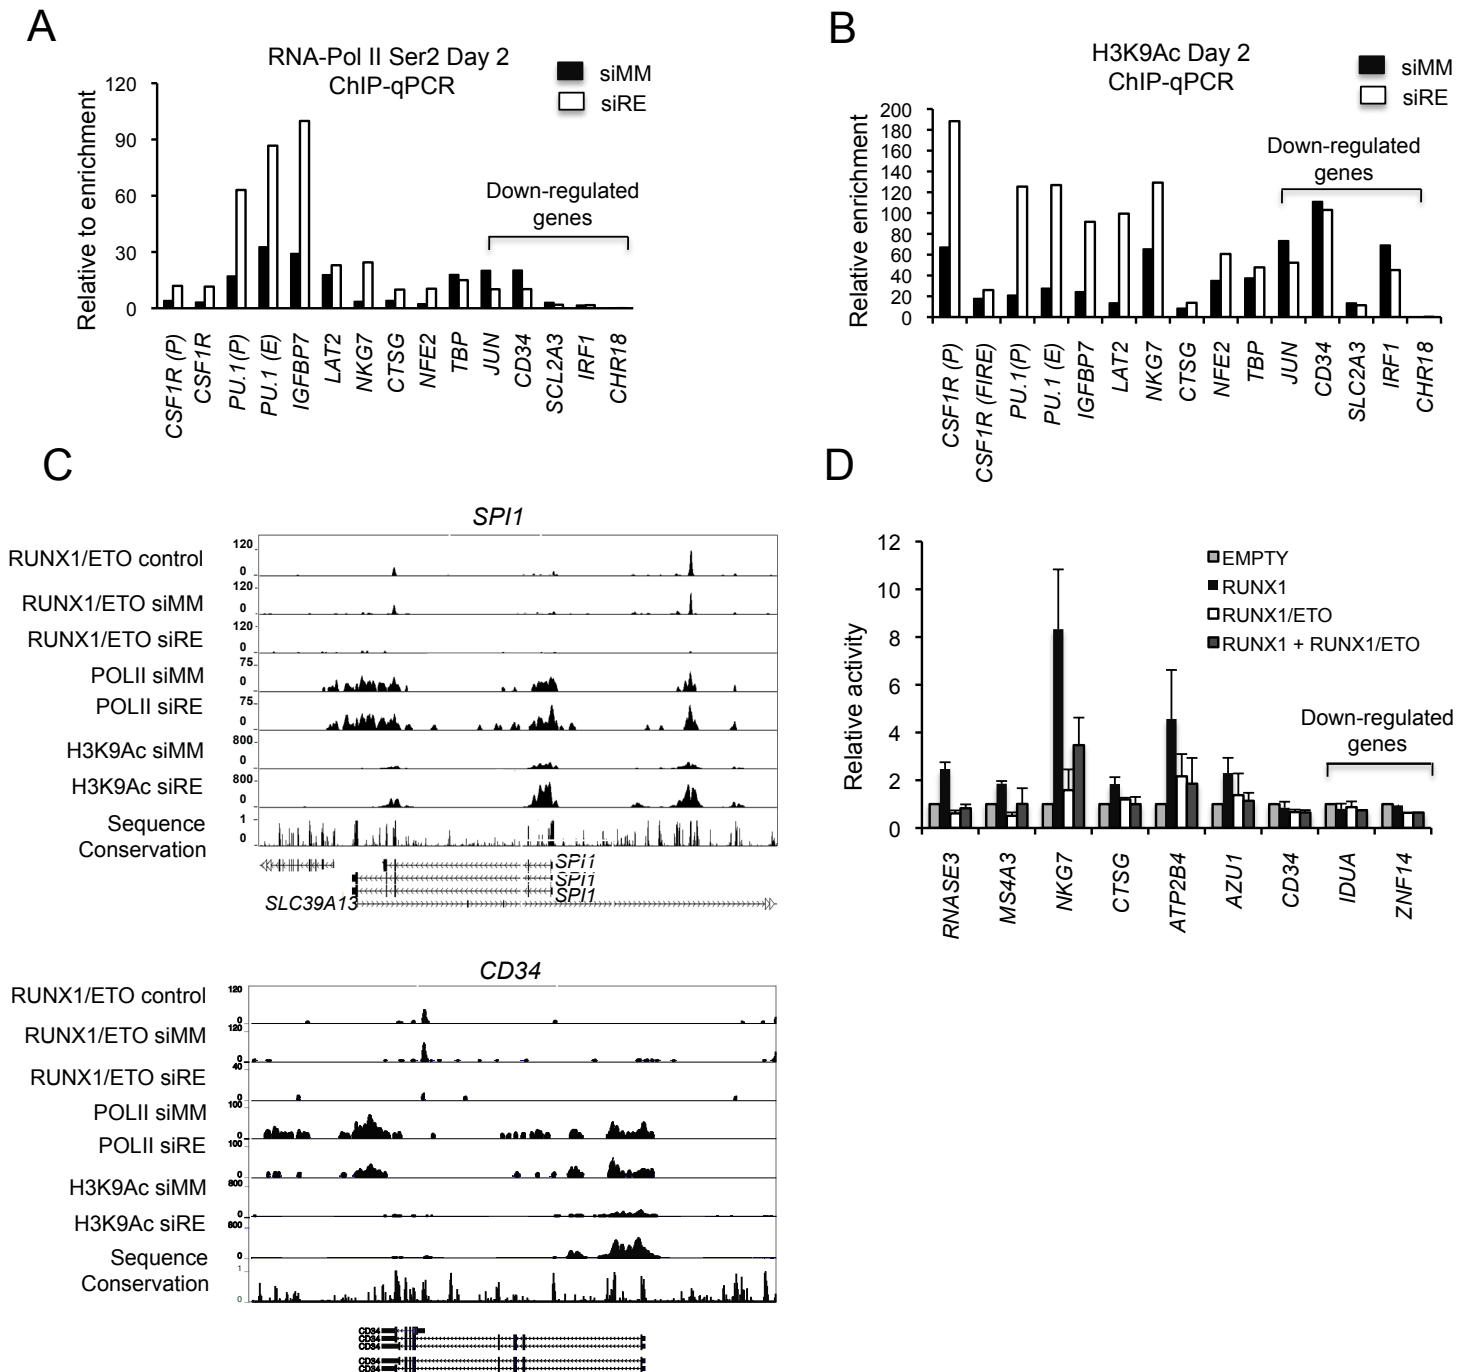 A
RNA-Pol II Ser2 Day 2
ChIP-qPCR
siMM
siRE
Relative to enrichment
120
90
60
30
0
Down-regulated
genes
CSF1R (P)
CSF1R
PU.1(P)
PU.1 (E)
IGFBP7
LAT2
NKG7
CTSG
NFE2
TBP
JUN
CD34
SCL2A3
IRF1
CHR18
B
H3K9Ac Day 2
ChIP-qPCR
siMM
siRE
Relative enrichment
200
180
160
140
120
100
80
60
40
20
0
Down-regulated
genes
CSF1R (P)
CSF1R (FIRE)
PU.1(P)
PU.1 (E)
IGFBP7
LAT2
NKG7
CTSG
NFE2
TBP
JUN
CD34
SLC2A3
IRF1
CHR18
C
SPI1
RUNX1/ETO control
120
0
RUNX1/ETO siMM
120
0
RUNX1/ETO siRE
120
0
POLII siMM
75
0
POLII siRE
75
0
H3K9Ac siMM
800
0
H3K9Ac siRE
800
0
Sequence
Conservation
1
0
SPI1
SPI1
SPI1
SLC39A13
CD34
RUNX1/ETO control
120
0
RUNX1/ETO siMM
120
0
RUNX1/ETO siRE
40
0
POLII siMM
100
0
POLII siRE
100
0
H3K9Ac siMM
800
0
H3K9Ac siRE
800
0
Sequence
Conservation
1
0
CD34
CD34
CD34
CD34
CD34
D
Relative activity
12
10
8
6
4
2
0
EMPTY
RUNX1
RUNX1/ETO
RUNX1 + RUNX1/ETO
Down-regulated
genes
RNASE3
MS4A3
NKG7
CTSG
ATP2B4
AZU1
CD34
IDUA
ZNF14